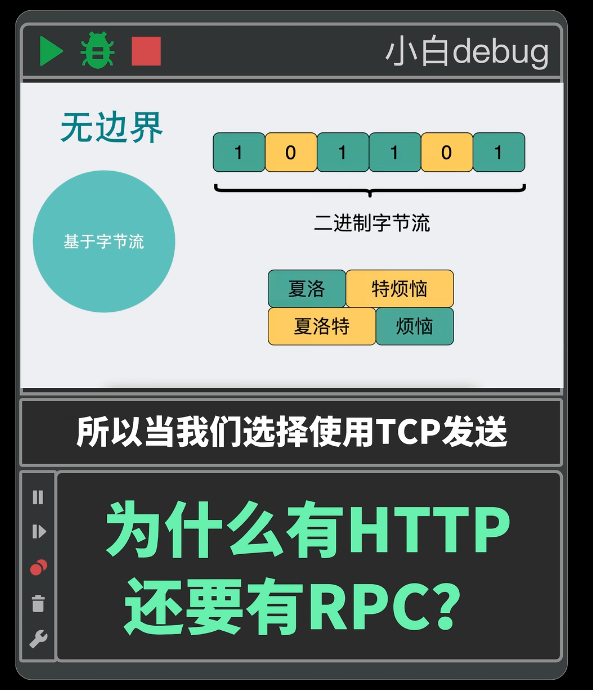 小白debug
无边界
1 0 1 1 0 1
二进制字节流
基于字节流
夏洛 特烦恼
夏洛特 烦恼
所以当我们选择使用TCP发送
为什么有HTTP
还要有RPC？